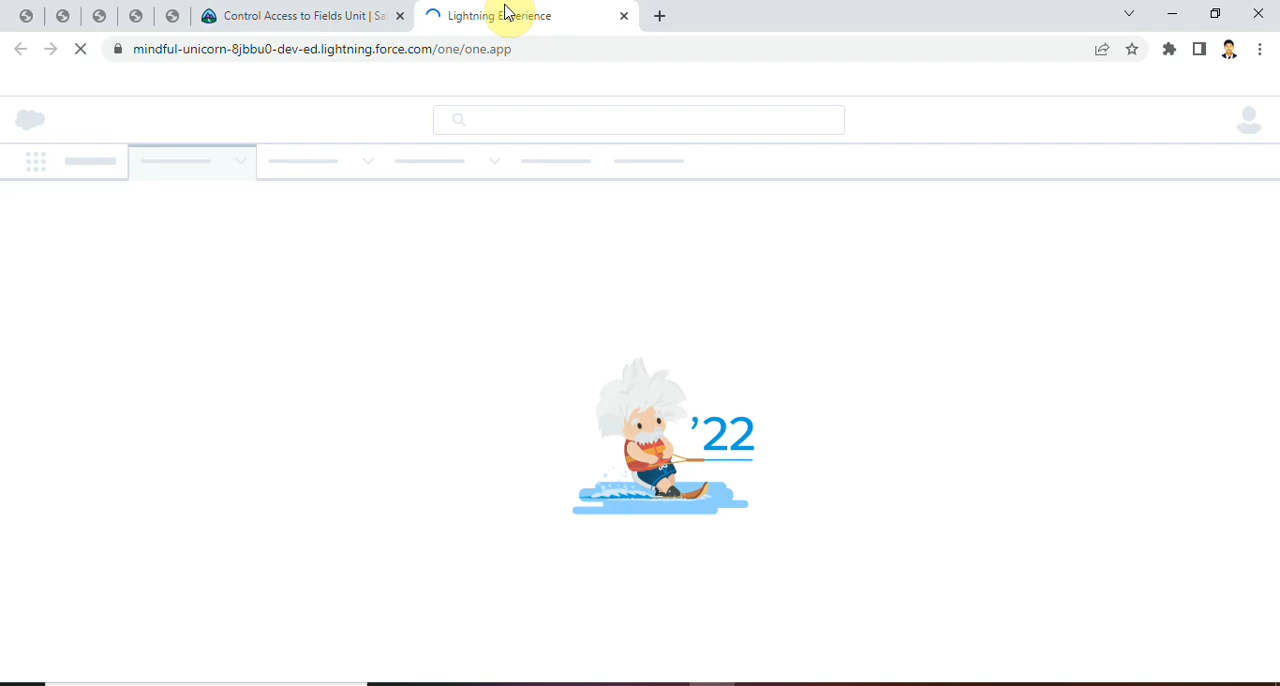 Control Access to Fields Unit | Sa
Lightning Experience
mindful-unicorn-8jbbu0-dev-ed.lightning.force.com/one/one.app
’22